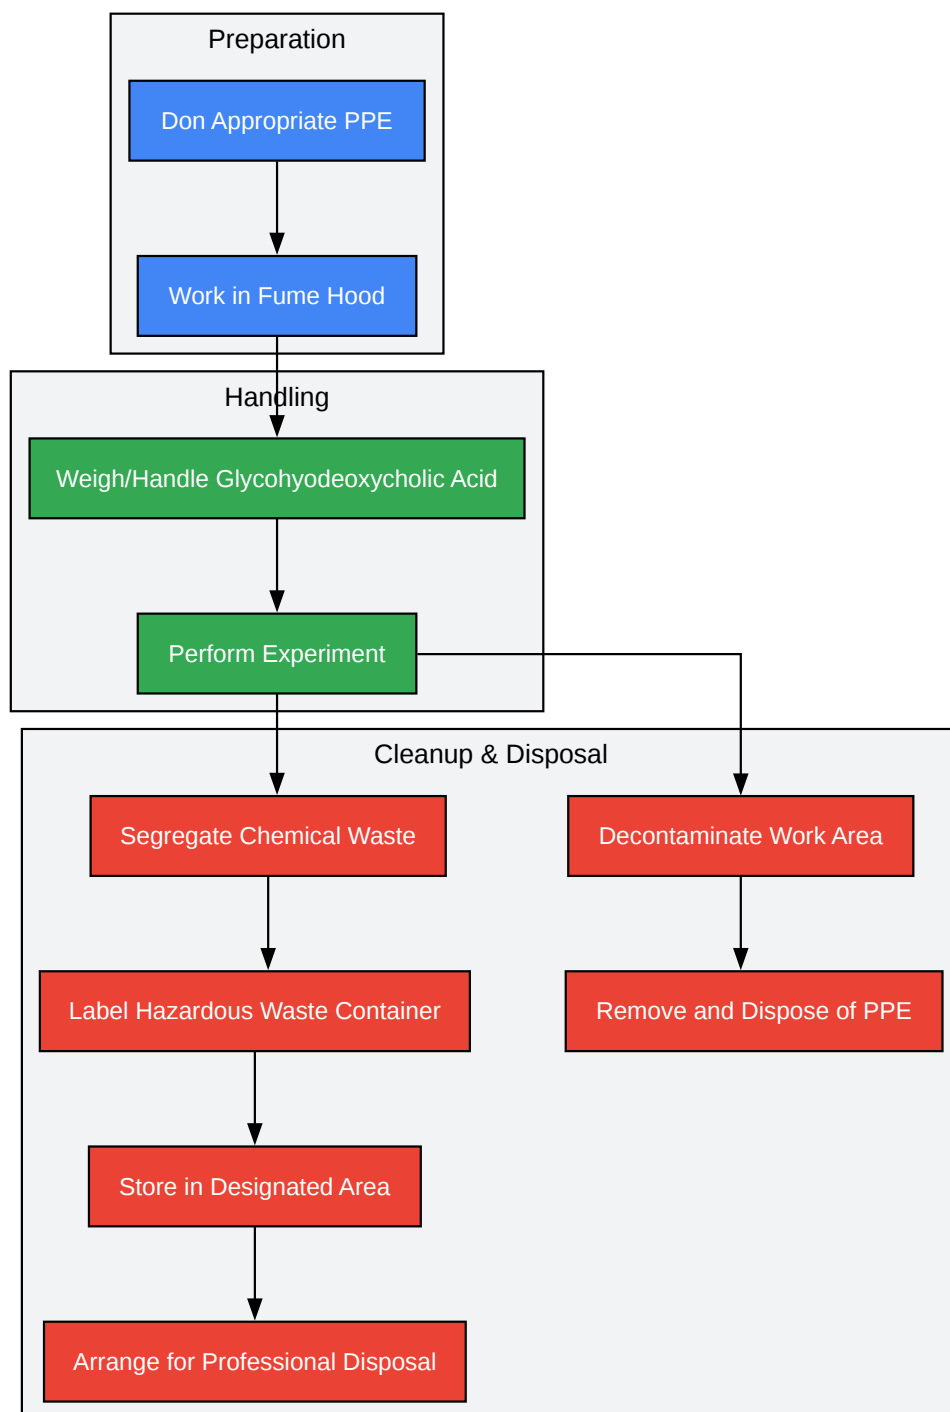 Preparation
Don Appropriate PPE
Work in Fume Hood
Handling
Weigh/Handle Glycohyodeoxycholic Acid
Perform Experiment
Cleanup & Disposal
Segregate Chemical Waste
Decontaminate Work Area
Label Hazardous Waste Container
Remove and Dispose of PPE
Store in Designated Area
Arrange for Professional Disposal